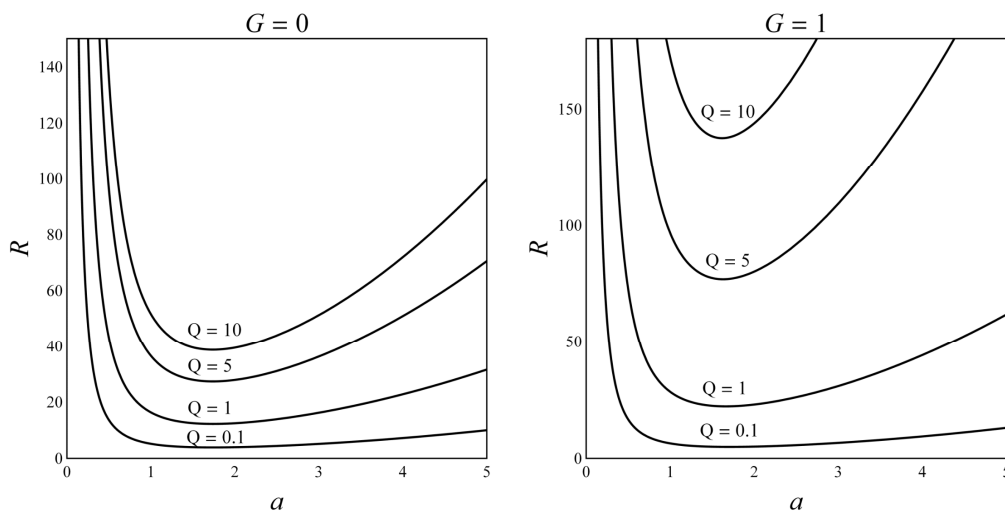 G = 0
140
120
100
80
60
40
20
0
R
Q = 10
Q = 5
Q = 1
Q = 0.1
0 1 2 3 4 5
a
G = 1
150
100
50
0
R
Q = 10
Q = 5
Q = 1
Q = 0.1
0 1 2 3 4 5
a